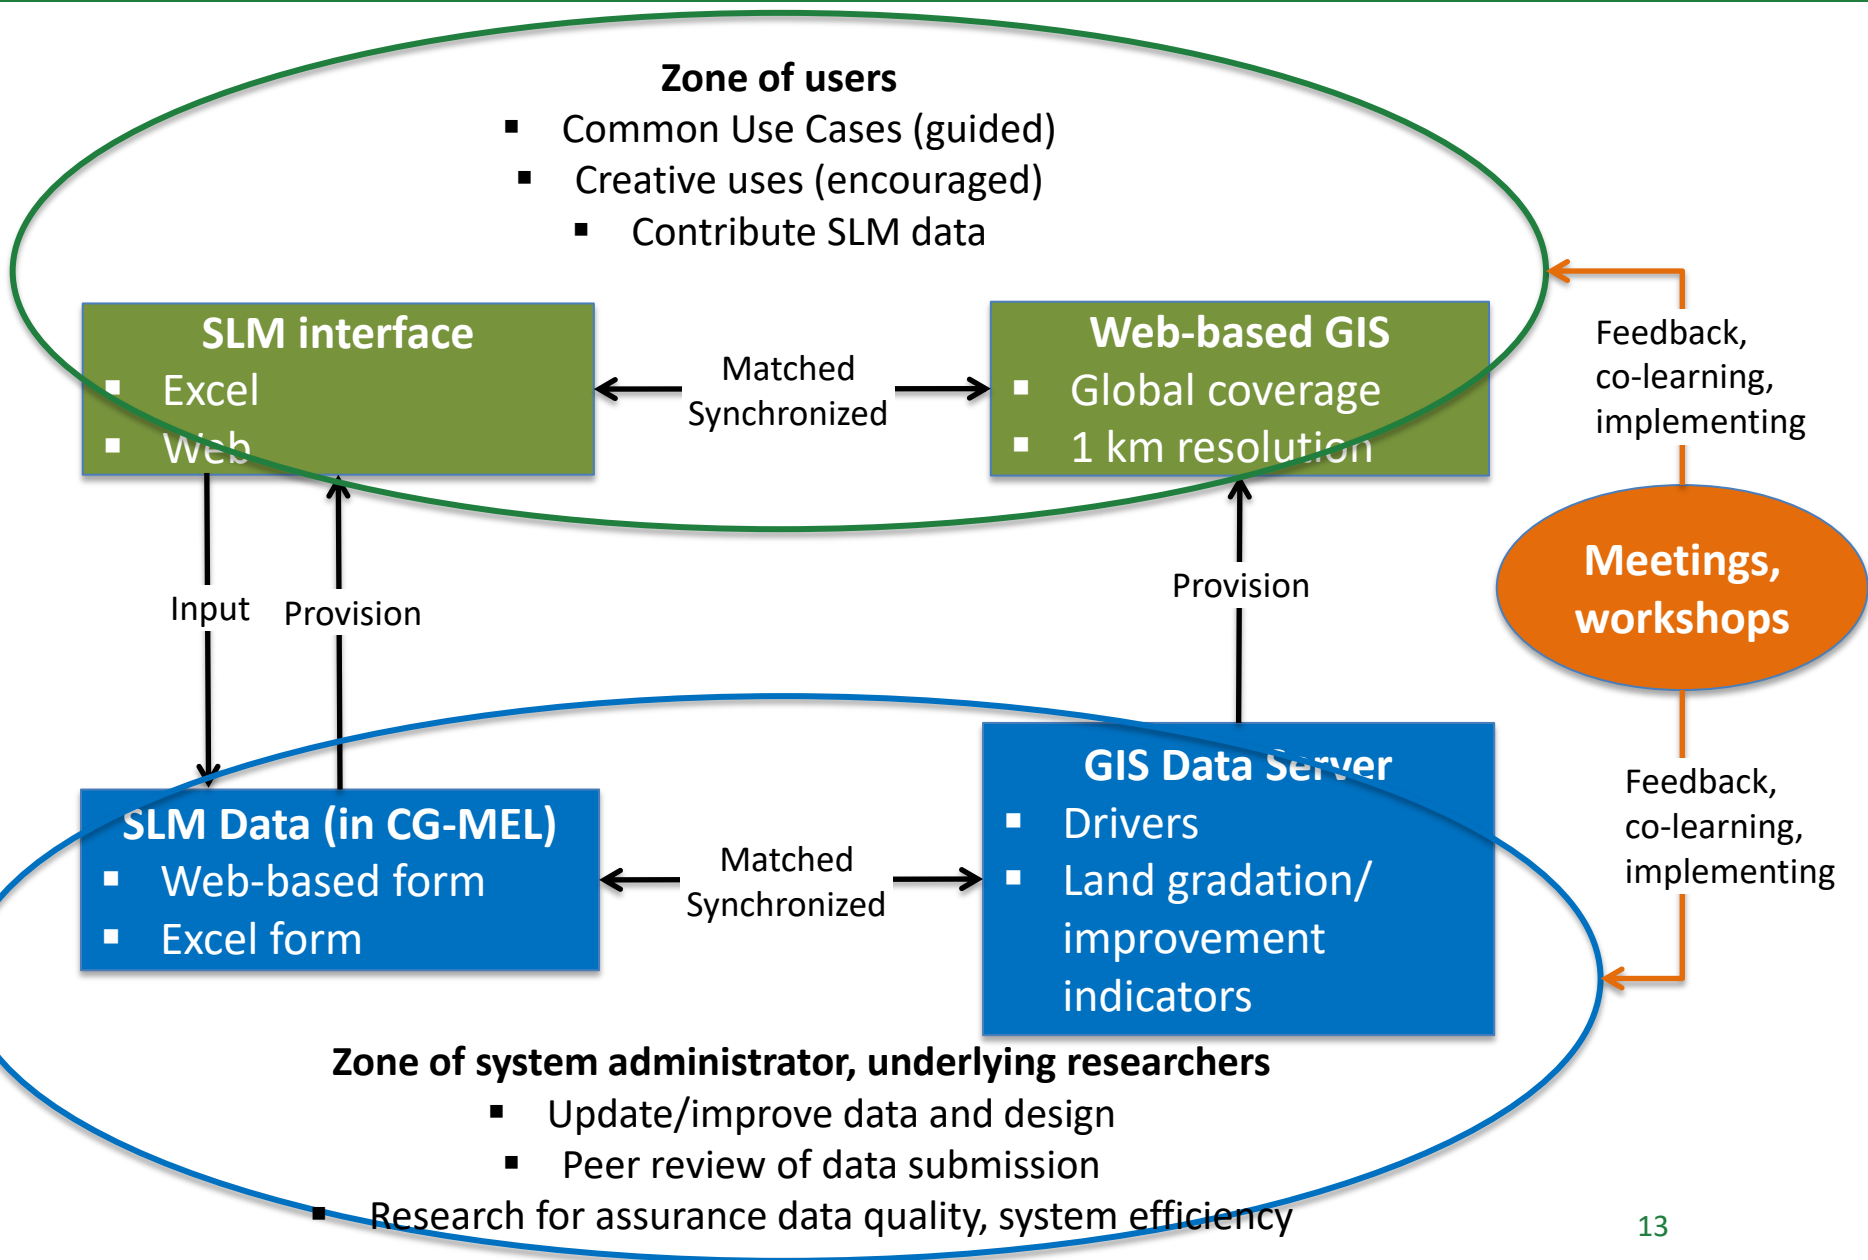 Zone of users
▪ Common Use Cases (guided)
▪ Creative uses (encouraged)
▪ Contribute SLM data
SLM interface
▪ Excel
▪ Web
Matched
Synchronized
Web-based GIS
▪ Global coverage
▪ 1 km resolution
Feedback,
co-learning,
implementing
Input
Provision
Provision
Meetings,
workshops
SLM Data (in CG-MEL)
▪ Web-based form
▪ Excel form
Matched
Synchronized
GIS Data Server
▪ Drivers
▪ Land gradation/
improvement
indicators
Feedback,
co-learning,
implementing
Zone of system administrator, underlying researchers
▪ Update/improve data and design
▪ Peer review of data submission
▪ Research for assurance data quality, system efficiency
13